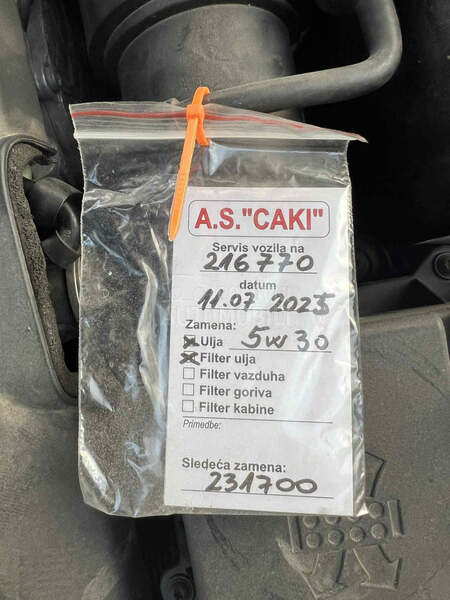 A.S."CAKI"
Servis vozila na
216770
datum
11.07 2025
Zamena:
Ulja 5W30
Filter ulja
Filter vazduha
Filter goriva
Filter kabine
Primedbe:
Sledeća zamena:
231700